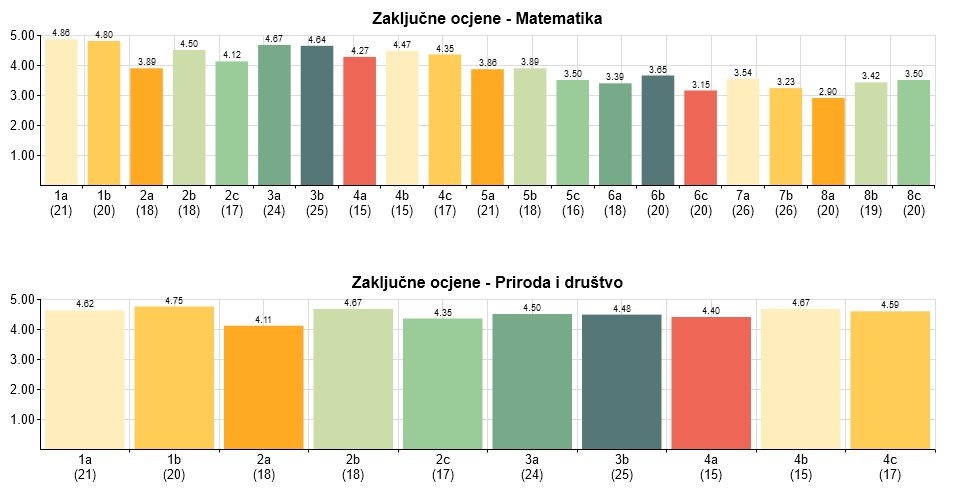 Zaključne ocjene - Matematika
5.00
4.00
3.00
2.00
1.00
4.86 4.80 3.89 4.50 4.12 4.67 4.64 4.27 4.47 4.35 3.86 3.89 3.50 3.39 3.65 3.15 3.54 3.23 2.90 3.42 3.50
1a 1b 2a 2b 2c 3a 3b 4a 4b 4c 5a 5b 5c 6a 6b 6c 7a 7b 8a 8b 8c
(21) (20) (18) (18) (17) (24) (25) (15) (15) (17) (21) (18) (16) (18) (20) (20) (26) (26) (20) (19) (20)
Zaključne ocjene - Priroda i društvo
5.00
4.00
3.00
2.00
1.00
4.62 4.75 4.11 4.67 4.35 4.50 4.48 4.40 4.67 4.59
1a 1b 2a 2b 2c 3a 3b 4a 4b 4c
(21) (20) (18) (18) (17) (24) (25) (15) (15) (17)